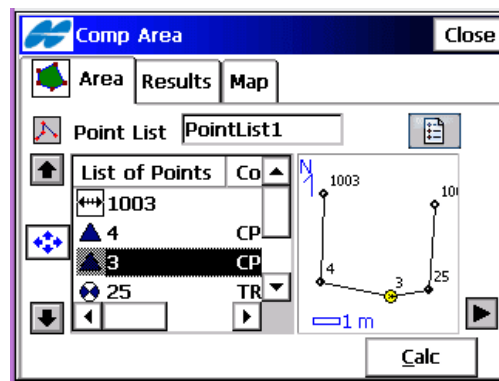 Comp Area Close
Area Results Map
Point List PointList1
List of Points Co
1003
4 CP
3 CP
25 TR
N
1003
10
4
3
25
1 m
Calc